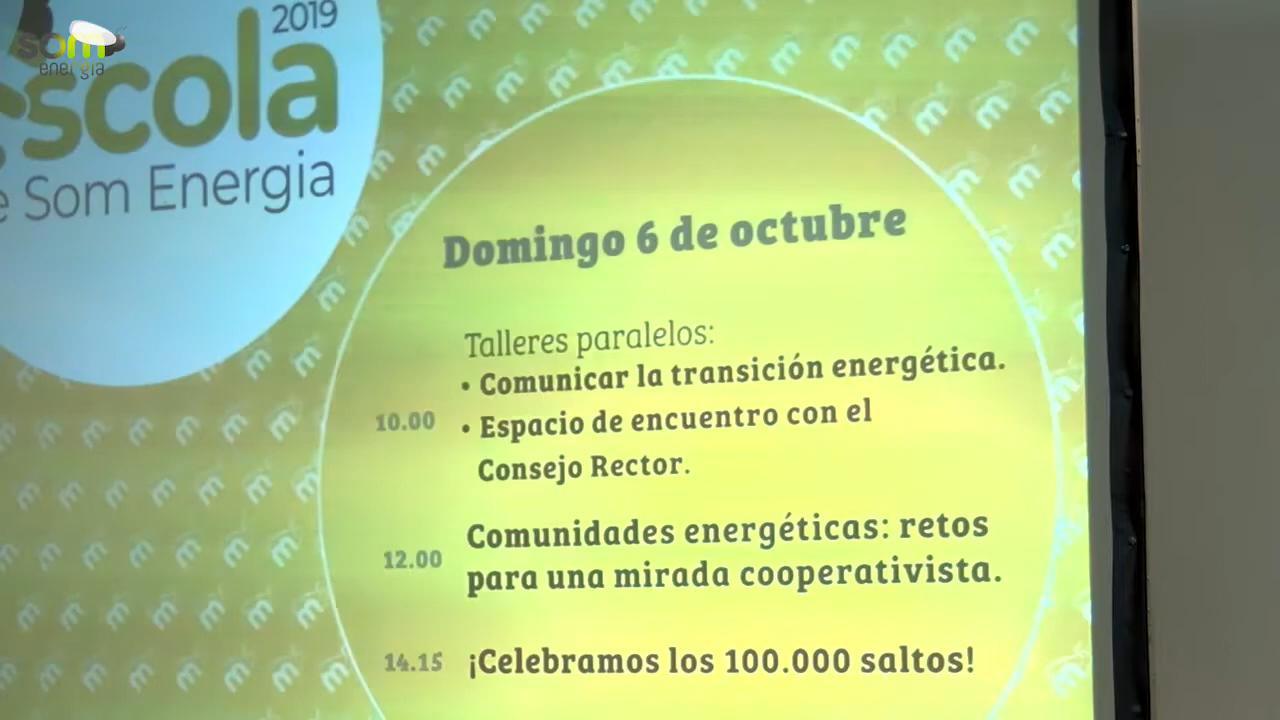 som
energia
2019
escola
e Som Energia
Domingo 6 de octubre
Talleres paralelos:
• Comunicar la transición energética.
10.00
• Espacio de encuentro con el
Consejo Rector.
12.00
Comunidades energéticas: retos
para una mirada cooperativista.
14.15
¡Celebramos los 100.000 saltos!